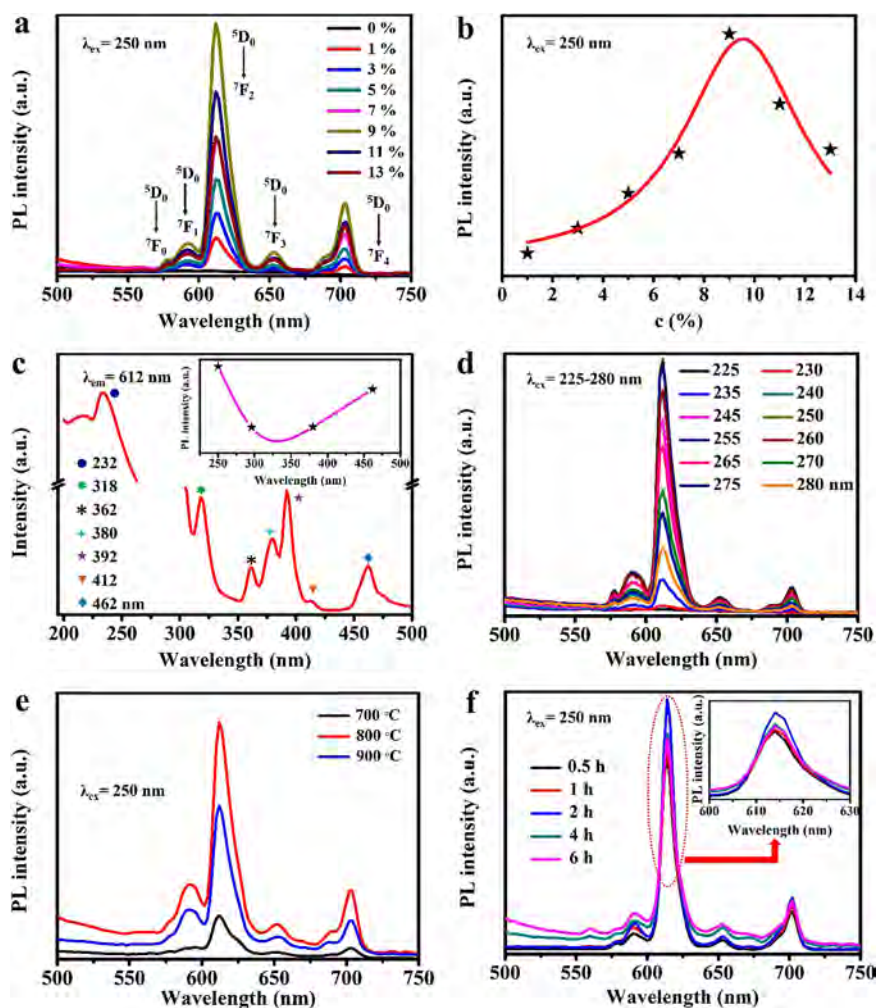 a
λex= 250 nm
PL intensity (a.u.)
Wavelength (nm)
500 550 600 650 700 750
0 %
1 %
3 %
5 %
7 %
9 %
11 %
13 %
⁵D₀
⁷F₂
⁵D₀
⁷F₁
⁵D₀
⁷F₀
⁵D₀
⁷F₃
⁵D₀
⁷F₄
b
λex= 250 nm
PL intensity (a.u.)
0 2 4 6 8 10 12 14
c (%)
c
λem= 612 nm
Intensity (a.u.)
232
318
362
380
392
412
462 nm
200 250 300 350 400 450 500
Wavelength (nm)
PL intensity (a.u.)
250 300 350 400 450 500
Wavelength (nm)
d
λex= 225-280 nm
PL intensity (a.u.)
225 230
235 240
245 250
255 260
265 270
275 280 nm
500 550 600 650 700 750
Wavelength (nm)
e
λex= 250 nm
PL intensity (a.u.)
700 °C
800 °C
900 °C
500 550 600 650 700 750
Wavelength (nm)
f
λex= 250 nm
PL intensity (a.u.)
0.5 h
1 h
2 h
4 h
6 h
500 550 600 650 700 750
Wavelength (nm)
PL intensity (a.u.)
600 610 620 630
Wavelength (nm)